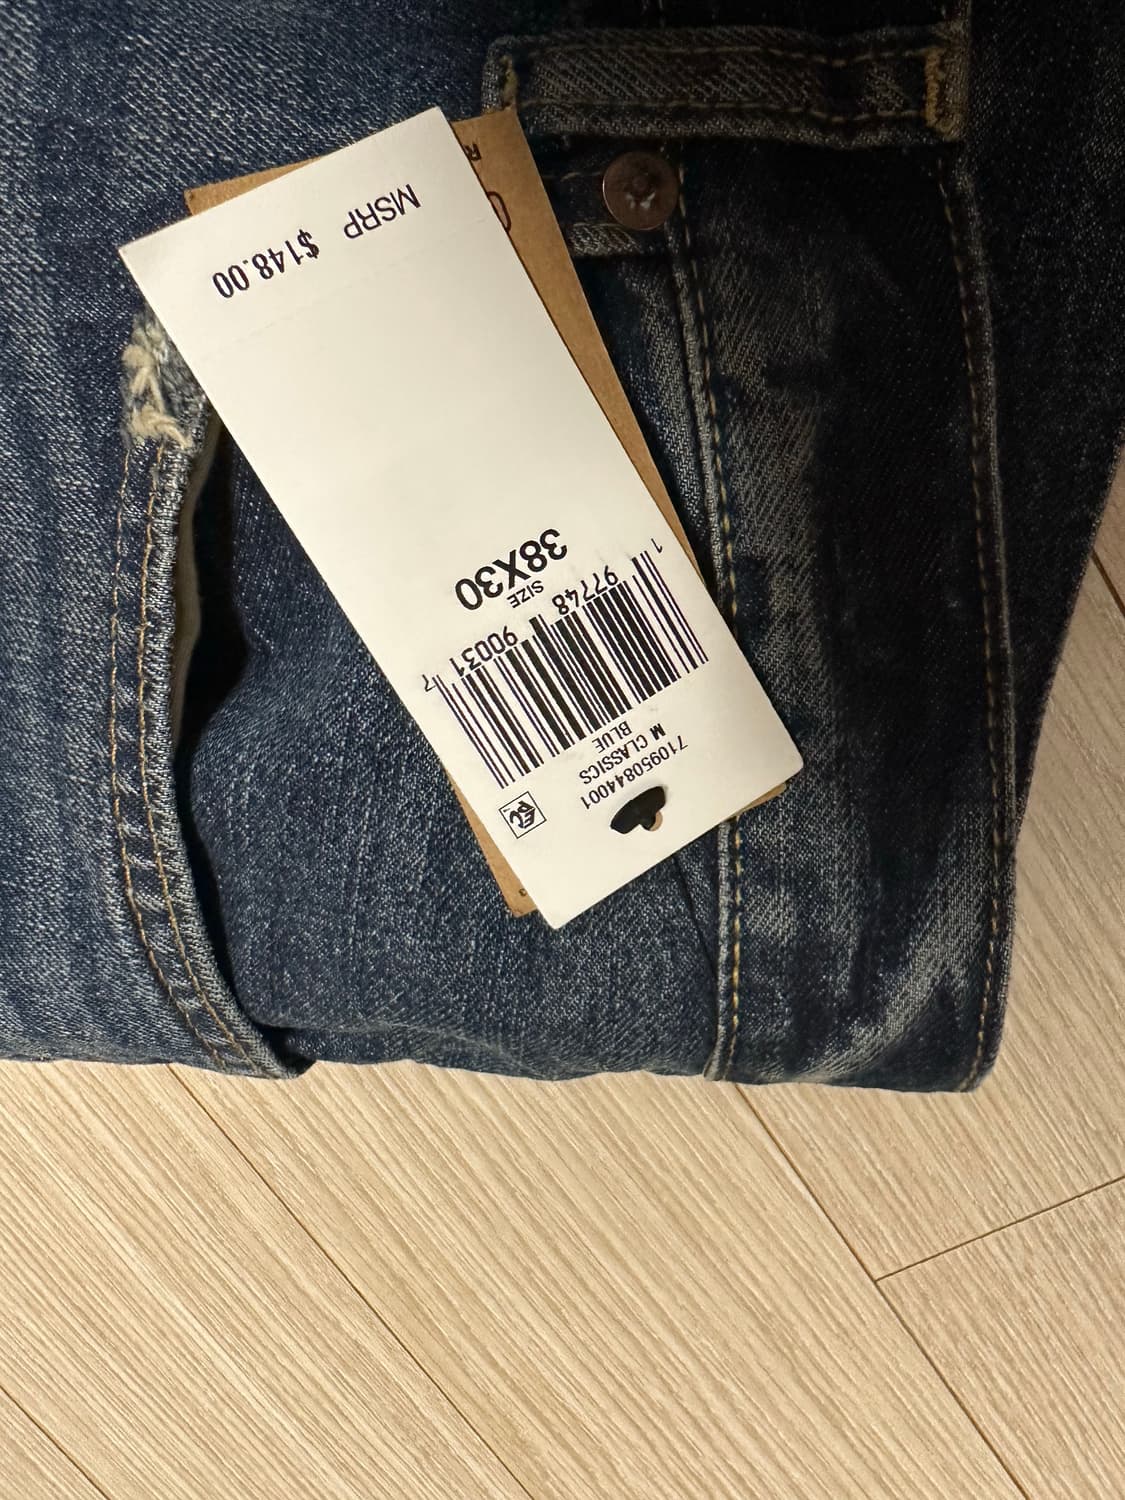 710950844001
M CLASSICS
BLUE
1 97748 90031 7
SIZE
38X30
MSRP $148.00